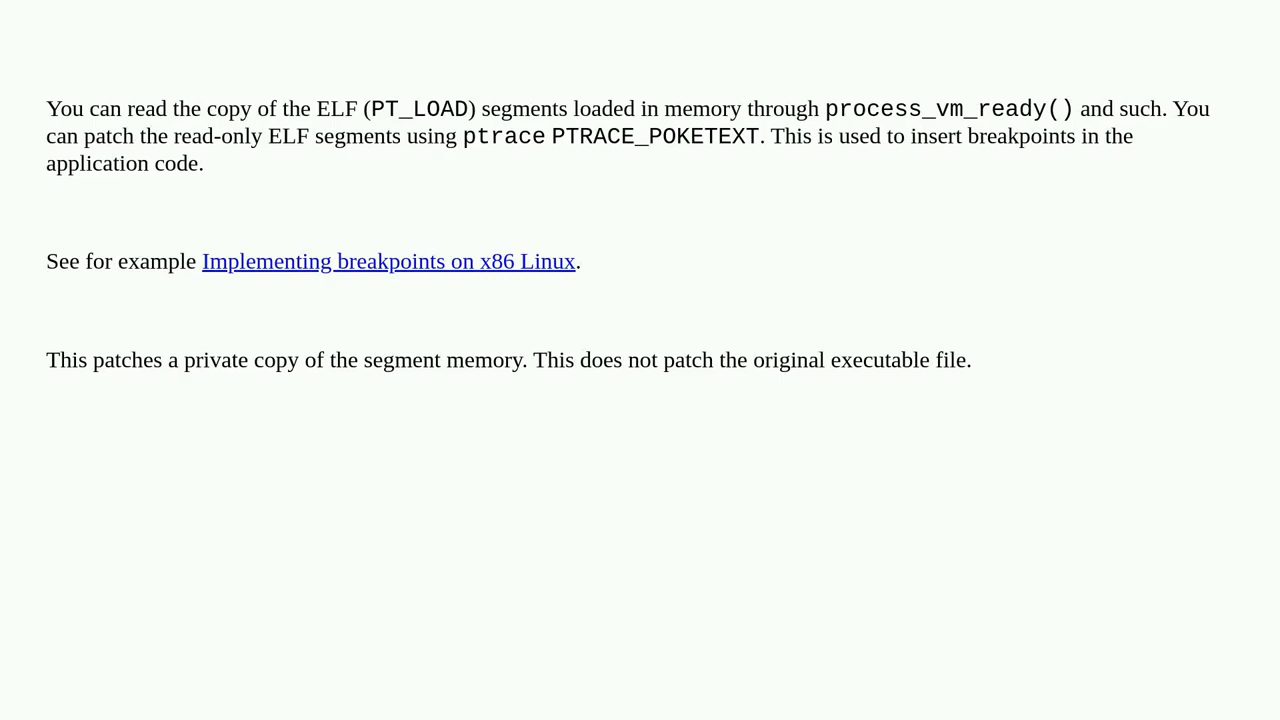 You can read the copy of the ELF (PT_LOAD) segments loaded in memory through process_vm_ready() and such. You
can patch the read-only ELF segments using ptrace PTRACE_POKETEXT. This is used to insert breakpoints in the
application code.
See for example Implementing breakpoints on x86 Linux.
This patches a private copy of the segment memory. This does not patch the original executable file.